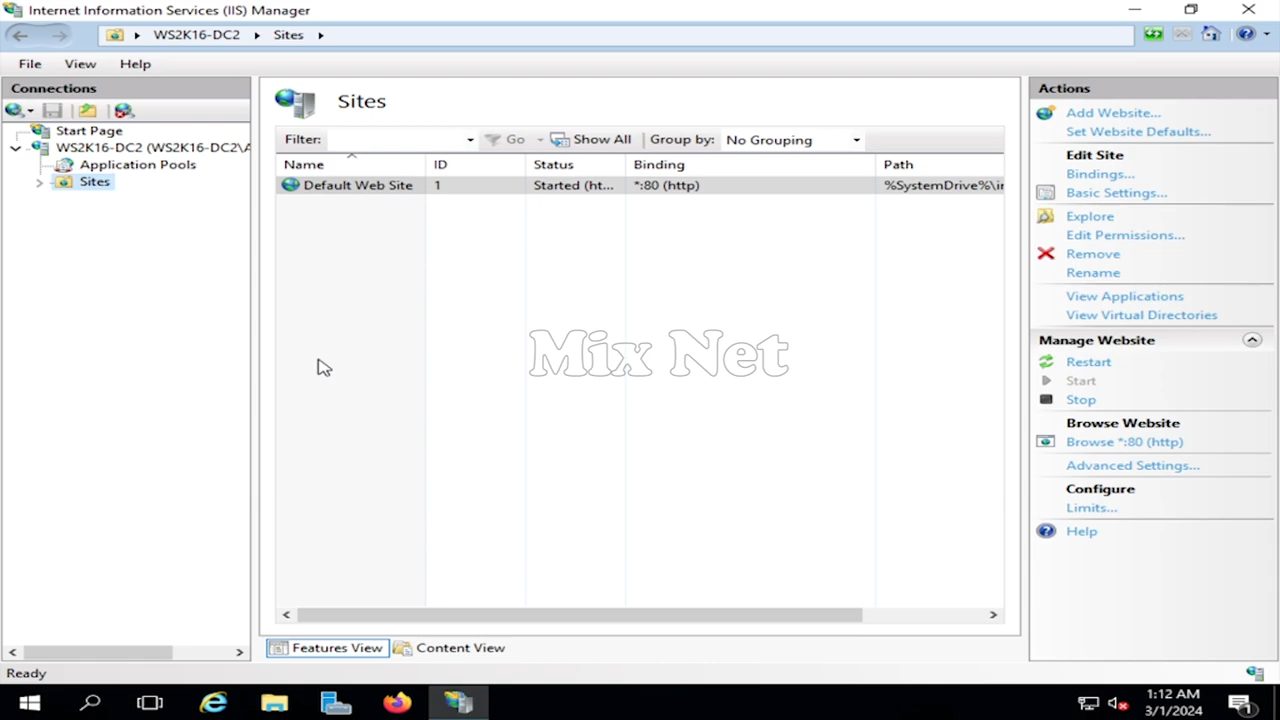 Internet Information Services (IIS) Manager
WS2K16-DC2 Sites
File View Help
Connections
Start Page
WS2K16-DC2 (WS2K16-DC2\A
Application Pools
Sites
Sites
Filter: Go Show All Group by: No Grouping
Name ID Status Binding Path
Default Web Site 1 Started (ht... *:80 (http) %SystemDrive%\in
Mix Net
Features View Content View
Actions
Add Website...
Set Website Defaults...
Edit Site
Bindings...
Basic Settings...
Explore
Edit Permissions...
Remove
Rename
View Applications
View Virtual Directories
Manage Website
Restart
Start
Stop
Browse Website
Browse *:80 (http)
Advanced Settings...
Configure
Limits...
Help
Ready
1:12 AM
3/1/2024
1